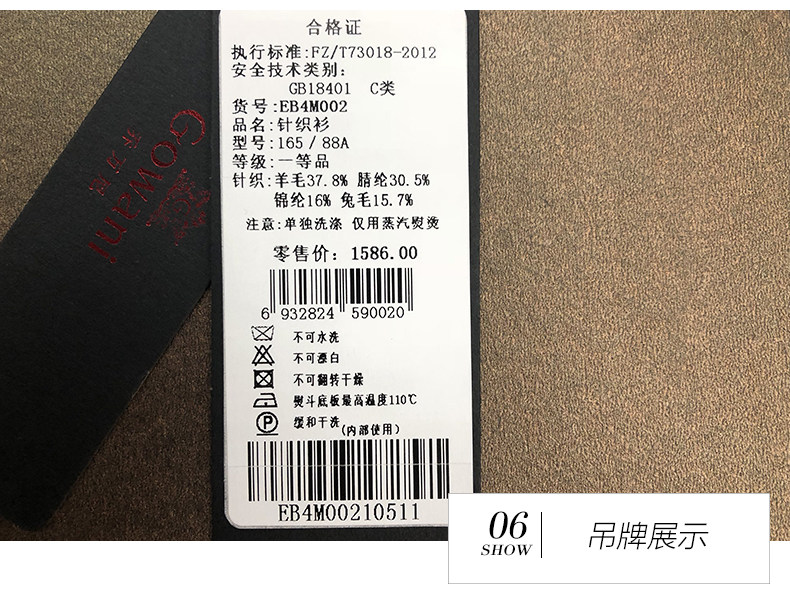 合格证
执行标准:FZ/T73018-2012
安全技术类别:
GB18401 C类
货号:EB4M002
品名:针织衫
型号:165/88A
等级:一等品
针织:羊毛37.8% 腈纶30.5%
锦纶16% 兔毛15.7%
注意:单独洗涤 仅用蒸汽熨烫
零售价: 1586.00
6 932824 590020
不可水洗
不可漂白
不可翻转干燥
熨斗底板最高温度110℃
P 缓和干洗(内部使用)
EB4M00210511
Growani
06
SHOW
吊牌展示